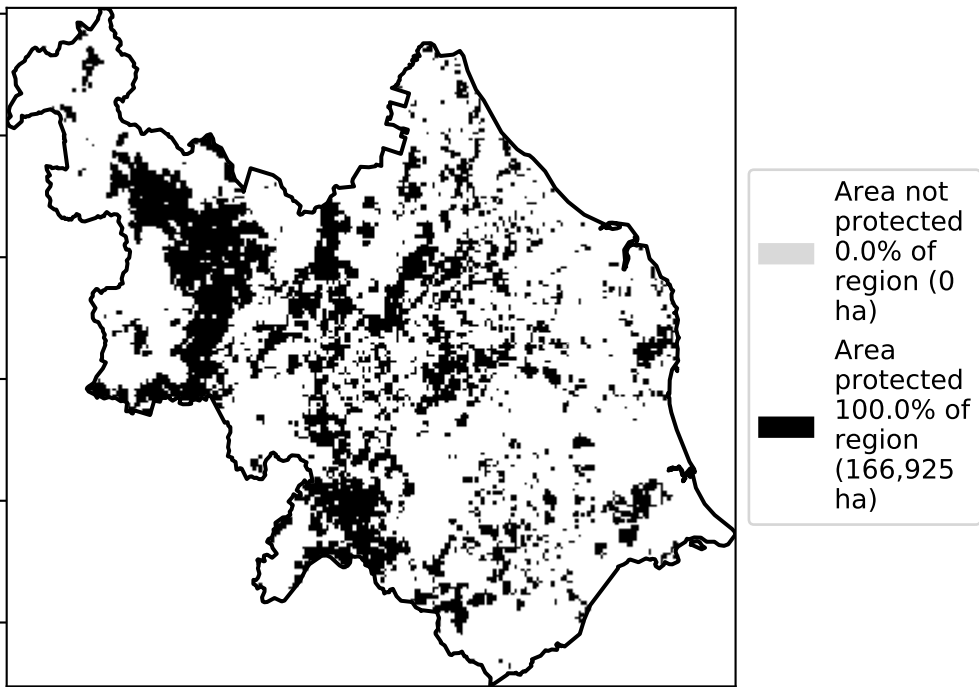 Area not
protected
0.0% of
region (0
ha)
Area
protected
100.0% of
region
(166,925
ha)